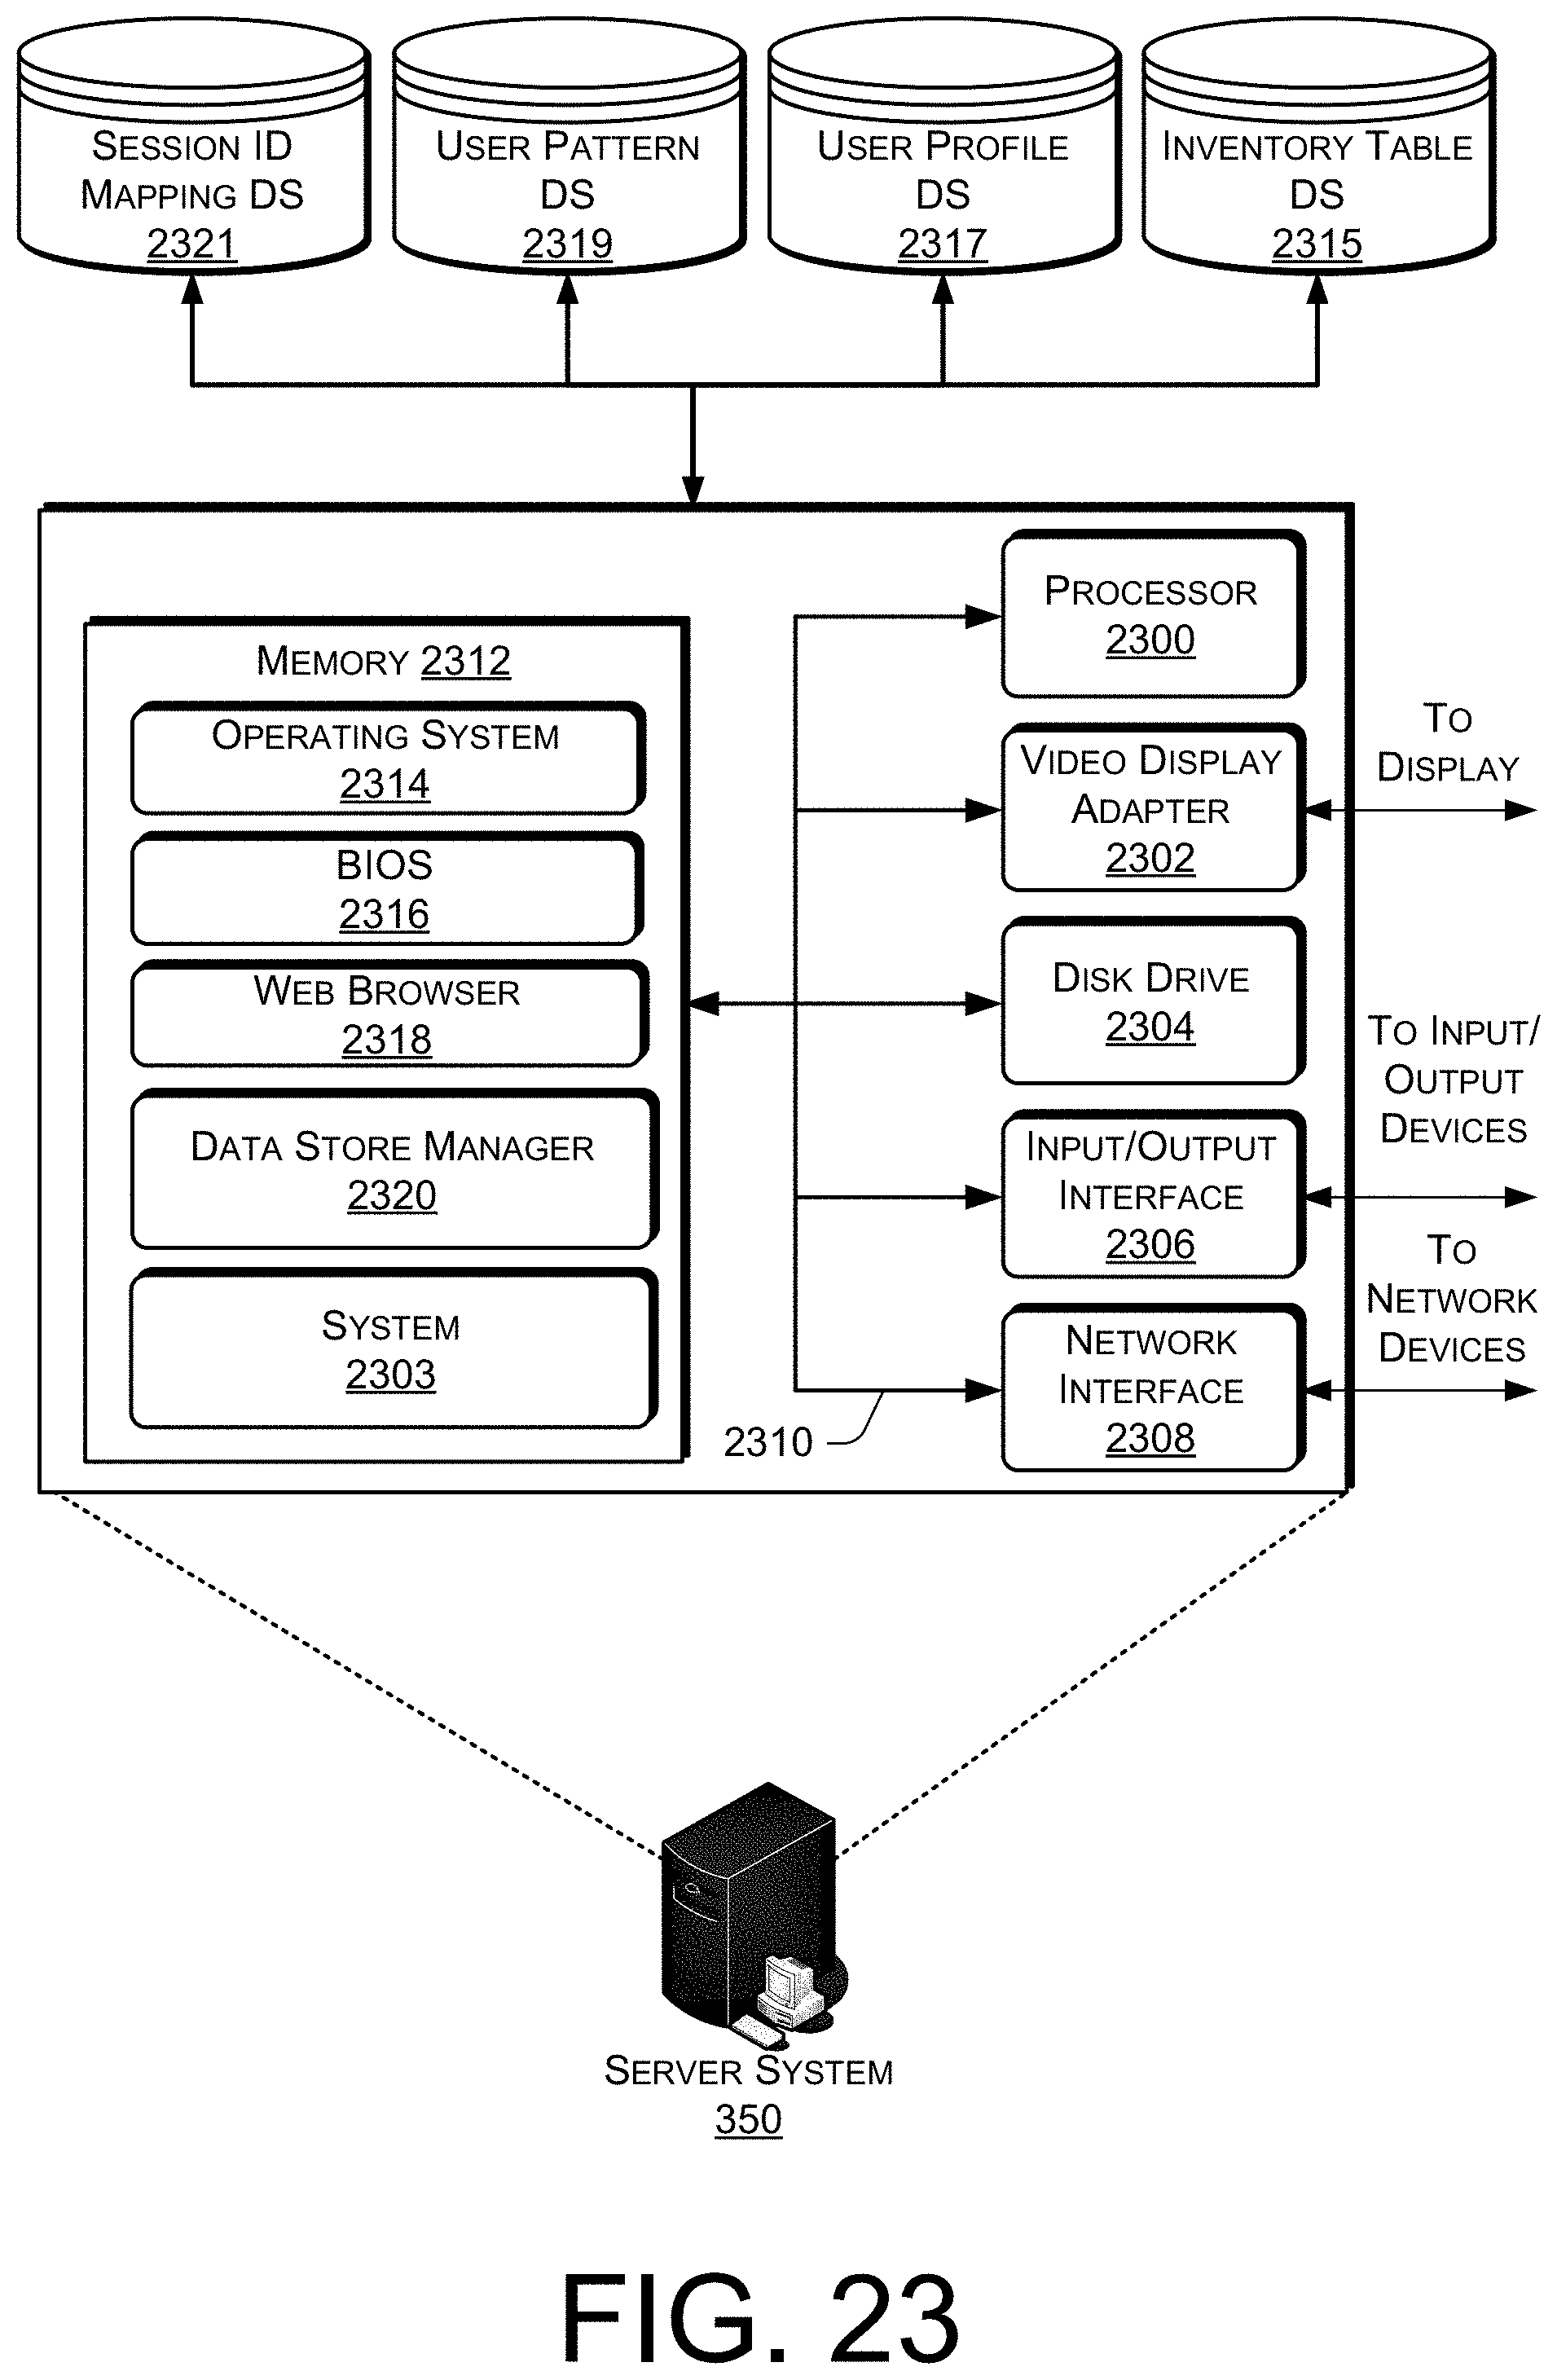 SESSION ID
MAPPING DS
2321
USER PATTERN
DS
2319
USER PROFILE
DS
2317
INVENTORY TABLE
DS
2315
MEMORY 2312
OPERATING SYSTEM
2314
BIOS
2316
WEB BROWSER
2318
DATA STORE MANAGER
2320
SYSTEM
2303
PROCESSOR
2300
VIDEO DISPLAY
ADAPTER
2302
DISK DRIVE
2304
INPUT/OUTPUT
INTERFACE
2306
NETWORK
INTERFACE
2308
2310
TO
DISPLAY
TO INPUT/
OUTPUT
DEVICES
TO
NETWORK
DEVICES
SERVER SYSTEM
350
FIG. 23